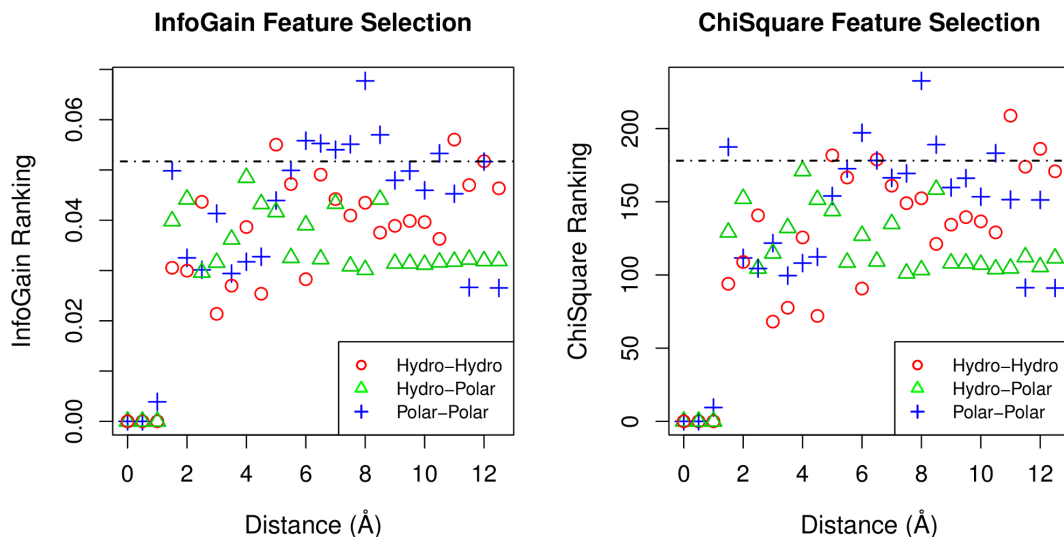 InfoGain Feature Selection
InfoGain Ranking
0.00
0.02
0.04
0.06
0
2
4
6
8
10
12
Distance (Å)
Hydro−Hydro
Hydro−Polar
Polar−Polar
ChiSquare Feature Selection
ChiSquare Ranking
0
50
100
150
200
0
2
4
6
8
10
12
Distance (Å)
Hydro−Hydro
Hydro−Polar
Polar−Polar